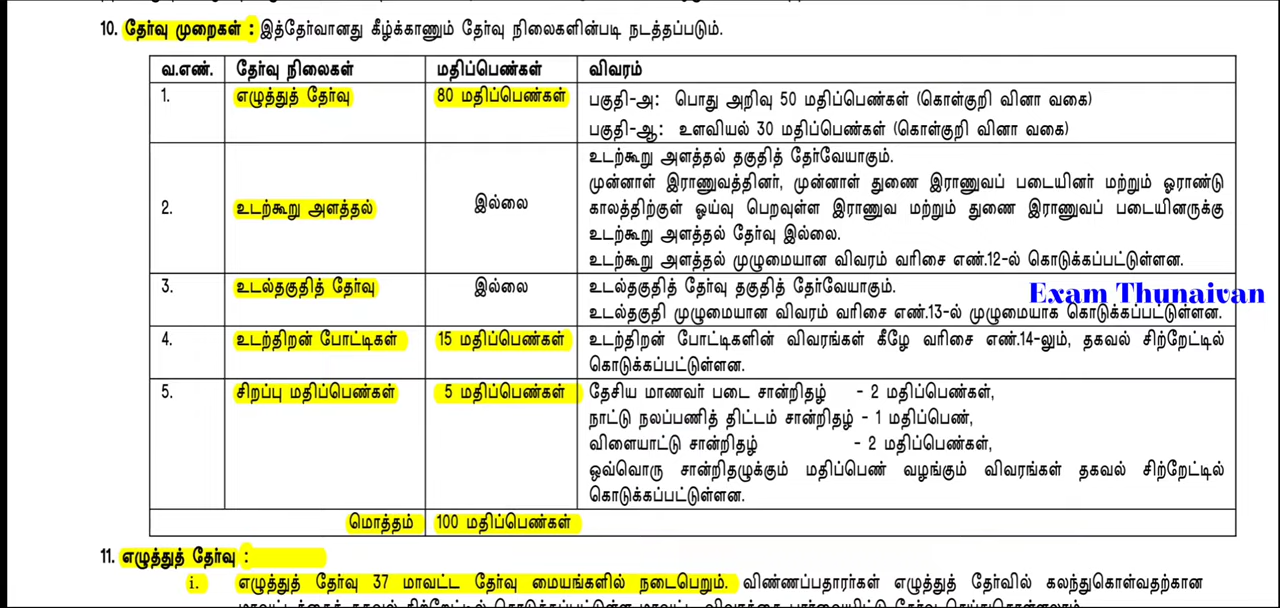 10. தேர்வு முறைகள் : இத்தேர்வானது கீழ்க்காணும் தேர்வு நிலைகளின்படி நடத்தப்படும்.
வ.எண். தேர்வு நிலைகள் மதிப்பெண்கள் விவரம்
1. எழுத்துத் தேர்வு 80 மதிப்பெண்கள் பகுதி-அ: பொது அறிவு 50 மதிப்பெண்கள் (கொள்குறி வினா வகை)
பகுதி-ஆ: உளவியல் 30 மதிப்பெண்கள் (கொள்குறி வினா வகை)
2. உடற்கூறு அளத்தல் இல்லை உடற்கூறு அளத்தல் தகுதித் தேர்வேயாகும்.
முன்னாள் இராணுவத்தினர், முன்னாள் துணை இராணுவப் படையினர் மற்றும் ஓராண்டு
காலத்திற்குள் ஓய்வு பெறவுள்ள இராணுவ மற்றும் துணை இராணுவப் படையினருக்கு
உடற்கூறு அளத்தல் தேர்வு இல்லை.
உடற்கூறு அளத்தல் முழுமையான விவரம் வரிசை எண்.12-ல் கொடுக்கப்பட்டுள்ளன.
3. உடல்தகுதித் தேர்வு இல்லை உடல்தகுதித் தேர்வு தகுதித் தேர்வேயாகும்.
Exam Thunaivan
உடல்தகுதி முழுமையான விவரம் வரிசை எண்.13-ல் முழுமையாக கொடுக்கப்பட்டுள்ளன.
4. உடற்திறன் போட்டிகள் 15 மதிப்பெண்கள் உடற்திறன் போட்டிகளின் விவரங்கள் கீழே வரிசை எண்.14-லும், தகவல் சிற்றேட்டில்
கொடுக்கப்பட்டுள்ளன.
5. சிறப்பு மதிப்பெண்கள் 5 மதிப்பெண்கள் தேசிய மாணவர் படை சான்றிதழ் - 2 மதிப்பெண்கள்,
நாட்டு நலப்பணித் திட்டம் சான்றிதழ் - 1 மதிப்பெண்,
விளையாட்டு சான்றிதழ் - 2 மதிப்பெண்கள்,
ஒவ்வொரு சான்றிதழுக்கும் மதிப்பெண் வழங்கும் விவரங்கள் தகவல் சிற்றேட்டில்
கொடுக்கப்பட்டுள்ளன.
மொத்தம் 100 மதிப்பெண்கள்
11. எழுத்துத் தேர்வு :
i. எழுத்துத் தேர்வு 37 மாவட்ட தேர்வு மையங்களில் நடைபெறும். விண்ணப்பதாரர்கள் எழுத்துத் தேர்வில் கலந்துகொள்வதற்கான